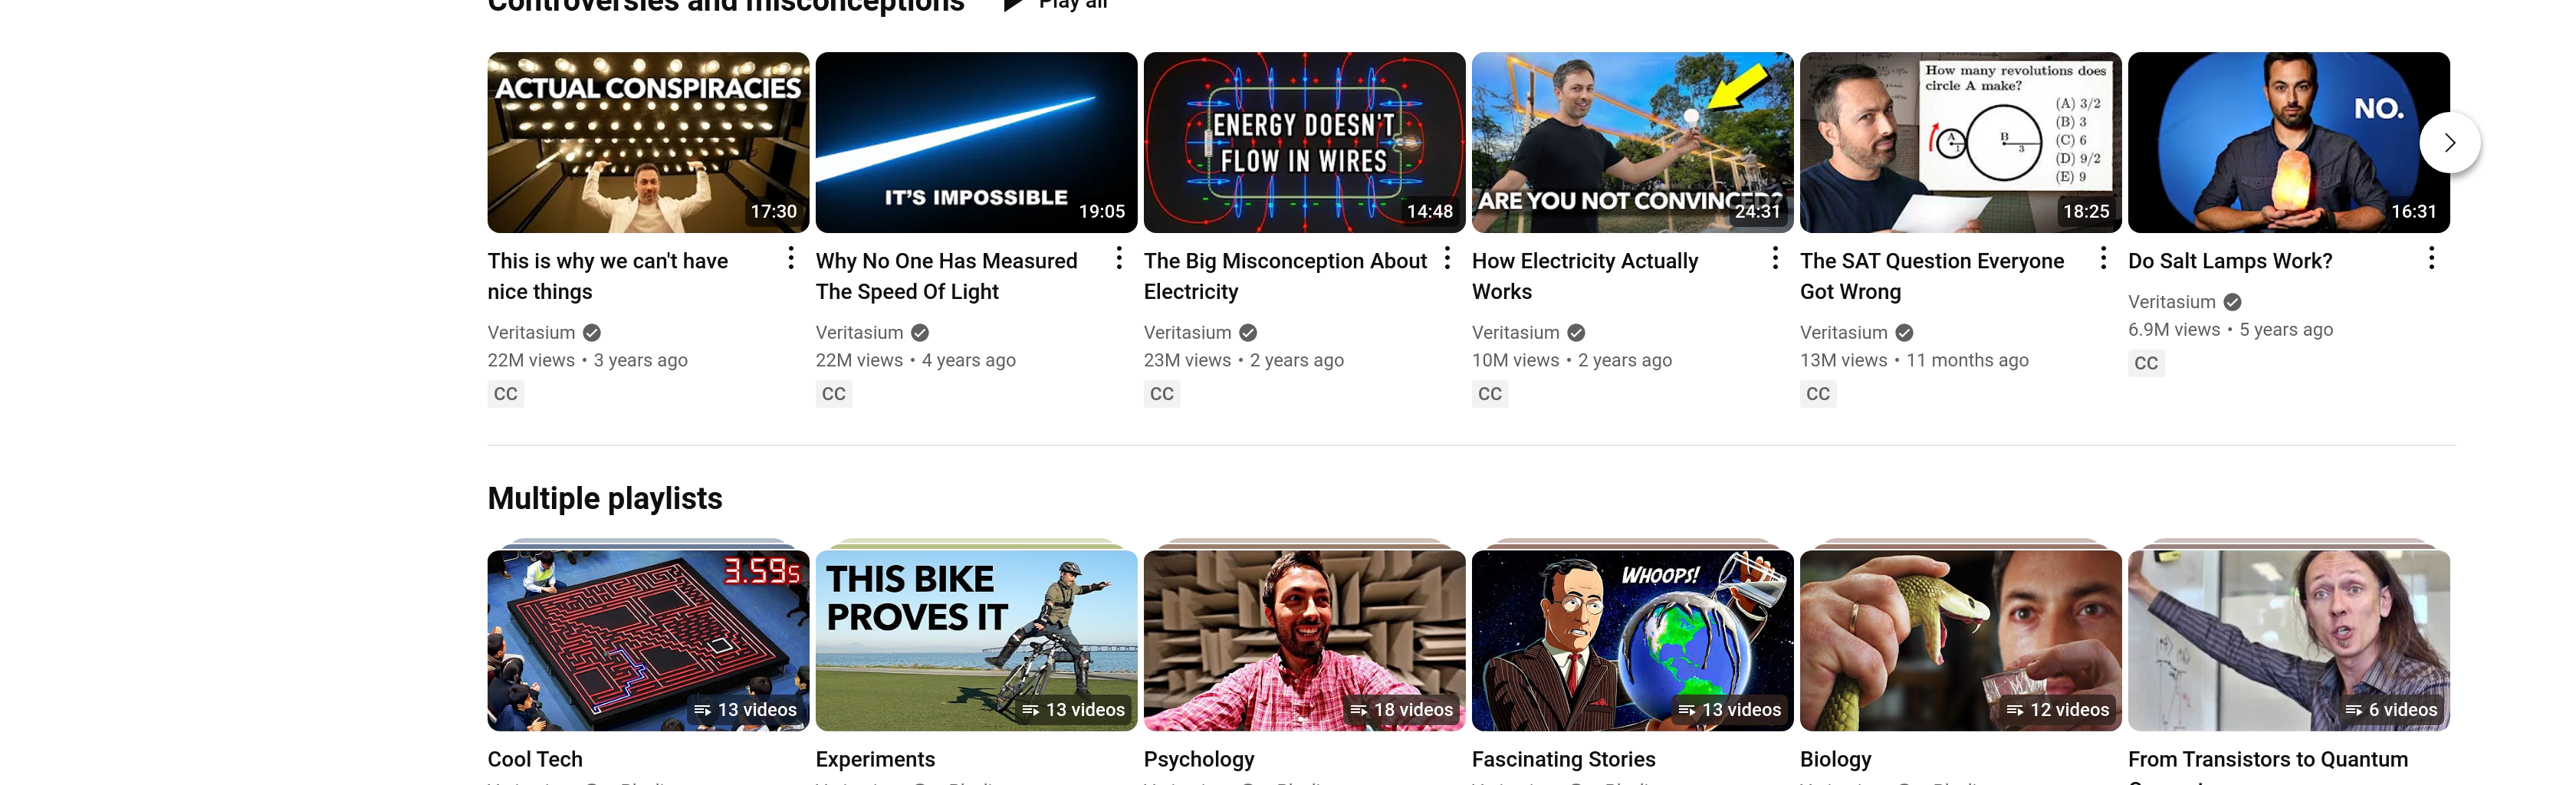 Controversies and misconceptions Play all
ACTUAL CONSPIRACIES
17:30
IT'S IMPOSSIBLE
19:05
ENERGY DOESN'T
FLOW IN WIRES
14:48
ARE YOU NOT CONVINCED?
24:31
How many revolutions does
circle A make?
A
1
B
3
(A) 3/2
(B) 3
(C) 6
(D) 9/2
(E) 9
18:25
NO.
16:31
This is why we can't have
nice things
Veritasium
22M views • 3 years ago
CC
Why No One Has Measured
The Speed Of Light
Veritasium
22M views • 4 years ago
CC
The Big Misconception About
Electricity
Veritasium
23M views • 2 years ago
CC
How Electricity Actually
Works
Veritasium
10M views • 2 years ago
CC
The SAT Question Everyone
Got Wrong
Veritasium
13M views • 11 months ago
CC
Do Salt Lamps Work?
Veritasium
6.9M views • 5 years ago
CC
Multiple playlists
3.59s
13 videos
THIS BIKE
PROVES IT
13 videos
18 videos
WHOOPS!
13 videos
12 videos
6 videos
Cool Tech
Experiments
Psychology
Fascinating Stories
Biology
From Transistors to Quantum